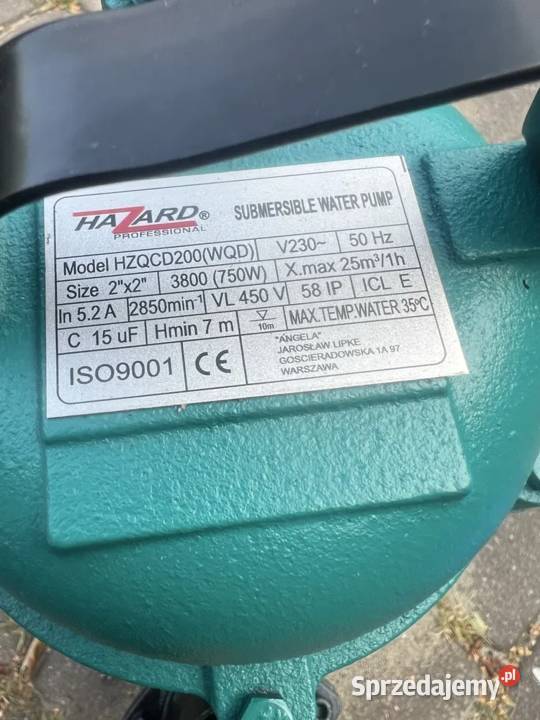 HAZARD®
PROFESSIONAL
SUBMERSIBLE WATER PUMP
Model HZQCD200(WQD) V230~ 50 Hz
Size 2"x2" 3800 (750W) X.max 25m³/1h
In 5.2 A 2850min-¹ VL 450 V 58 IP ICL E
C 15 uF Hmin 7 m 10m MAX.TEMP.WATER 35ºC
ISO9001 CE
"ANGELA"
JAROSŁAW LIPKE
GOSCIERADOWSKA 1A 97
WARSZAWA
Sprzedajemy.pl